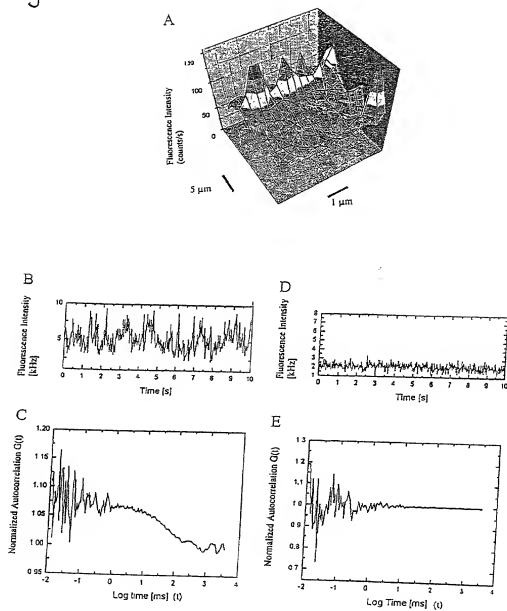 A
Fluorescence Intensity
(counts/s)
139
100
50
0
5 μm
1 μm
B
Fluorescence Intensity
[kHz]
10
5
0 1 2 3 4 5 6 7 8 9 10
Time [s]
D
Fluorescence Intensity
[kHz]
8
7
6
5
4
3
2
1
0 1 2 3 4 5 6 7 8 9 10
Time [s]
C
Normalized Autocorrelation G(t)
1.20
1.15
1.10
1.05
1.00
0 95
-2 -1 0 1 2 3 4
Log time [ms] (t)
E
Normalized Autocorrelation G(t)
1 3
1.2
1.1
1 0
0.9
0.8
0.7
-2 -1 0 1 2 3 4
Log Time [ms] (t)